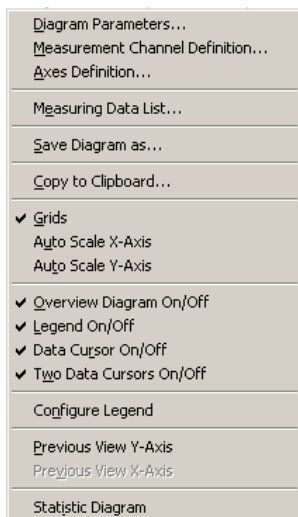 Diagram Parameters...
Measurement Channel Definition...
Axes Definition...
Measuring Data List...
Save Diagram as...
Copy to Clipboard...
Grids
Auto Scale X-Axis
Auto Scale Y-Axis
Overview Diagram On/Off
Legend On/Off
Data Cursor On/Off
Two Data Cursors On/Off
Configure Legend
Previous View Y-Axis
Previous View X-Axis
Statistic Diagram